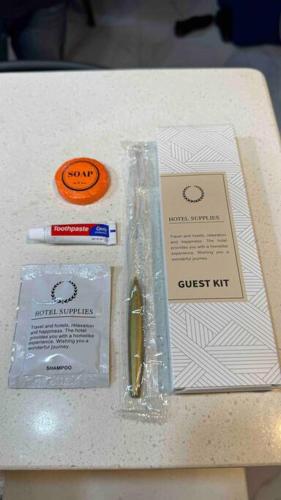 SOAP
Toothpaste
HOTEL SUPPLIES
Travel and hotels, relaxation
and happiness. The hotel
provides you with a homelike
experience. Wishing you a
wonderful journey.
SHAMPOO
HOTEL SUPPLIES
Travel and hotels, relaxation
and happiness. The hotel
provides you with a homelike
experience. Wishing you a
wonderful journey.
GUEST KIT